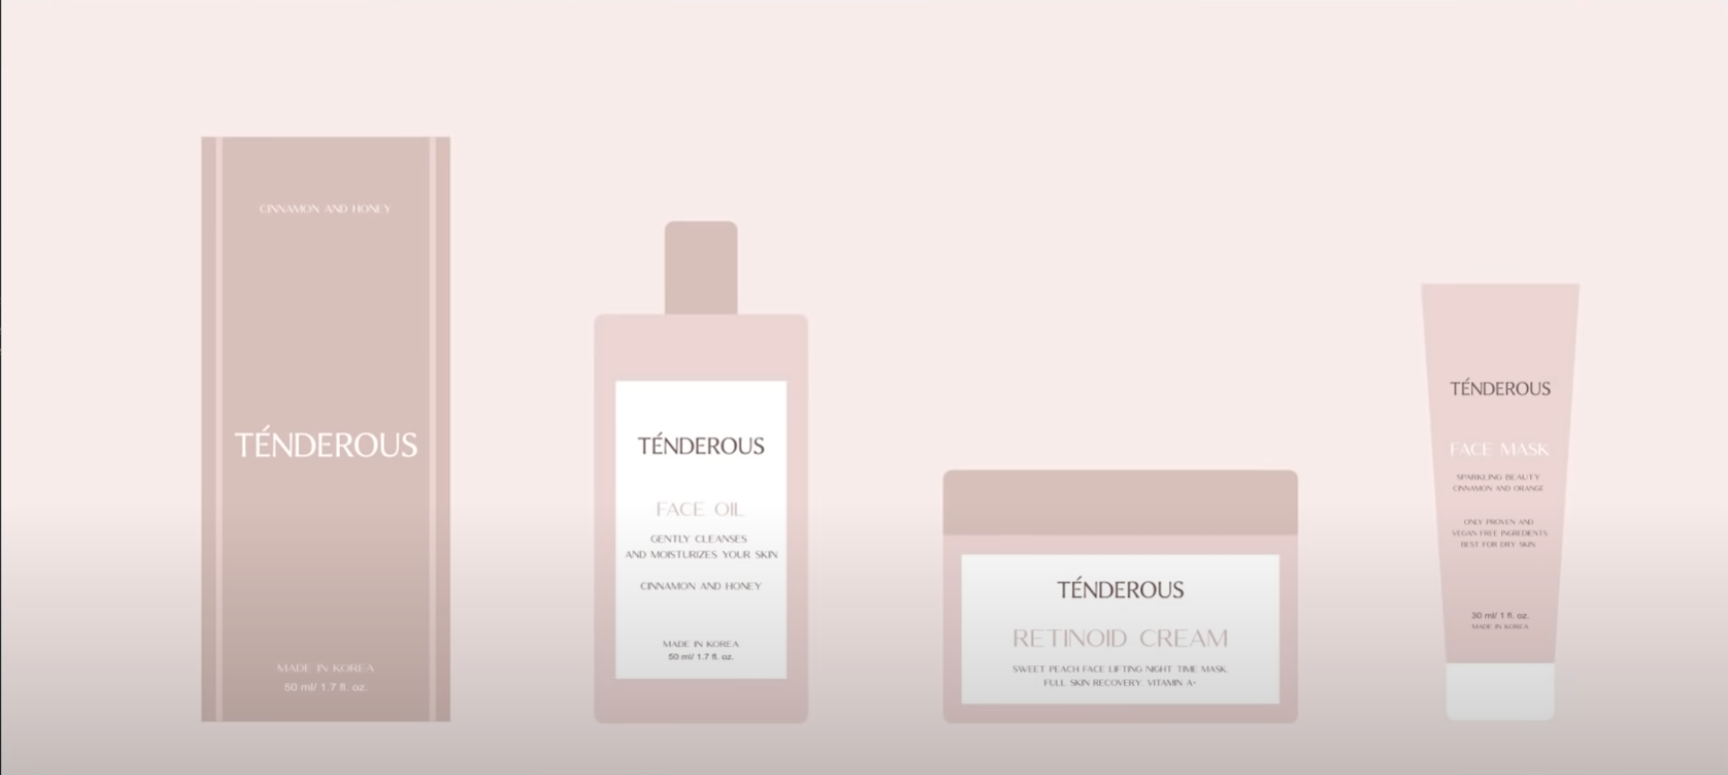 CINNAMON AND HONEY
TÉNDEROUS
MADE IN KOREA
50 ml/ 1.7 fl. oz.
TÉNDEROUS
FACE OIL
GENTLY CLEANSES
AND MOISTURIZES YOUR SKIN
CINNAMON AND HONEY
MADE IN KOREA
50 ml/ 1.7 fl. oz.
TÉNDEROUS
RETINOID CREAM
SWEET PEACH FACE LIFTING NIGHT TIME MASK.
FULL SKIN RECOVERY. VITAMIN A+
TÉNDEROUS
FACE MASK
SPARKLING BEAUTY
CINNAMON AND ORANGE
ONLY PROVEN AND
VEGAN FREE INGREDIENTS
BEST FOR DRY SKIN
30 ml/ 1 fl. oz.
MADE IN KOREA